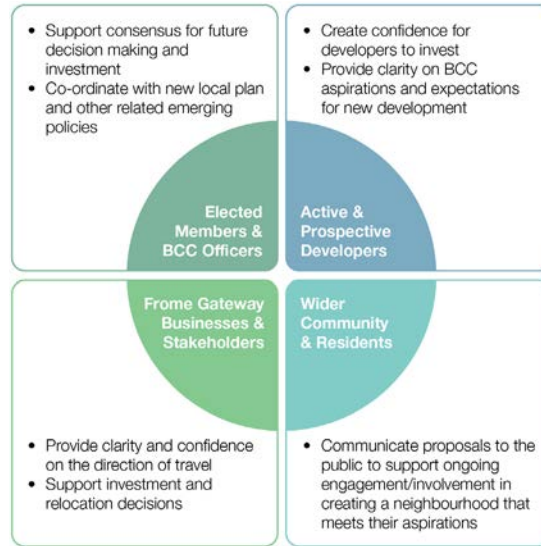 • Support consensus for future
decision making and
investment
• Co-ordinate with new local plan
and other related emerging
policies
• Create confidence for
developers to invest
• Provide clarity on BCC
aspirations and expectations
for new development
Elected
Members &
BCC Officers
Active &
Prospective
Developers
Frome Gateway
Businesses &
Stakeholders
Wider
Community
& Residents
• Provide clarity and confidence
on the direction of travel
• Support investment and
relocation decisions
• Communicate proposals to the
public to support ongoing
engagement/involvement in
creating a neighbourhood that
meets their aspirations